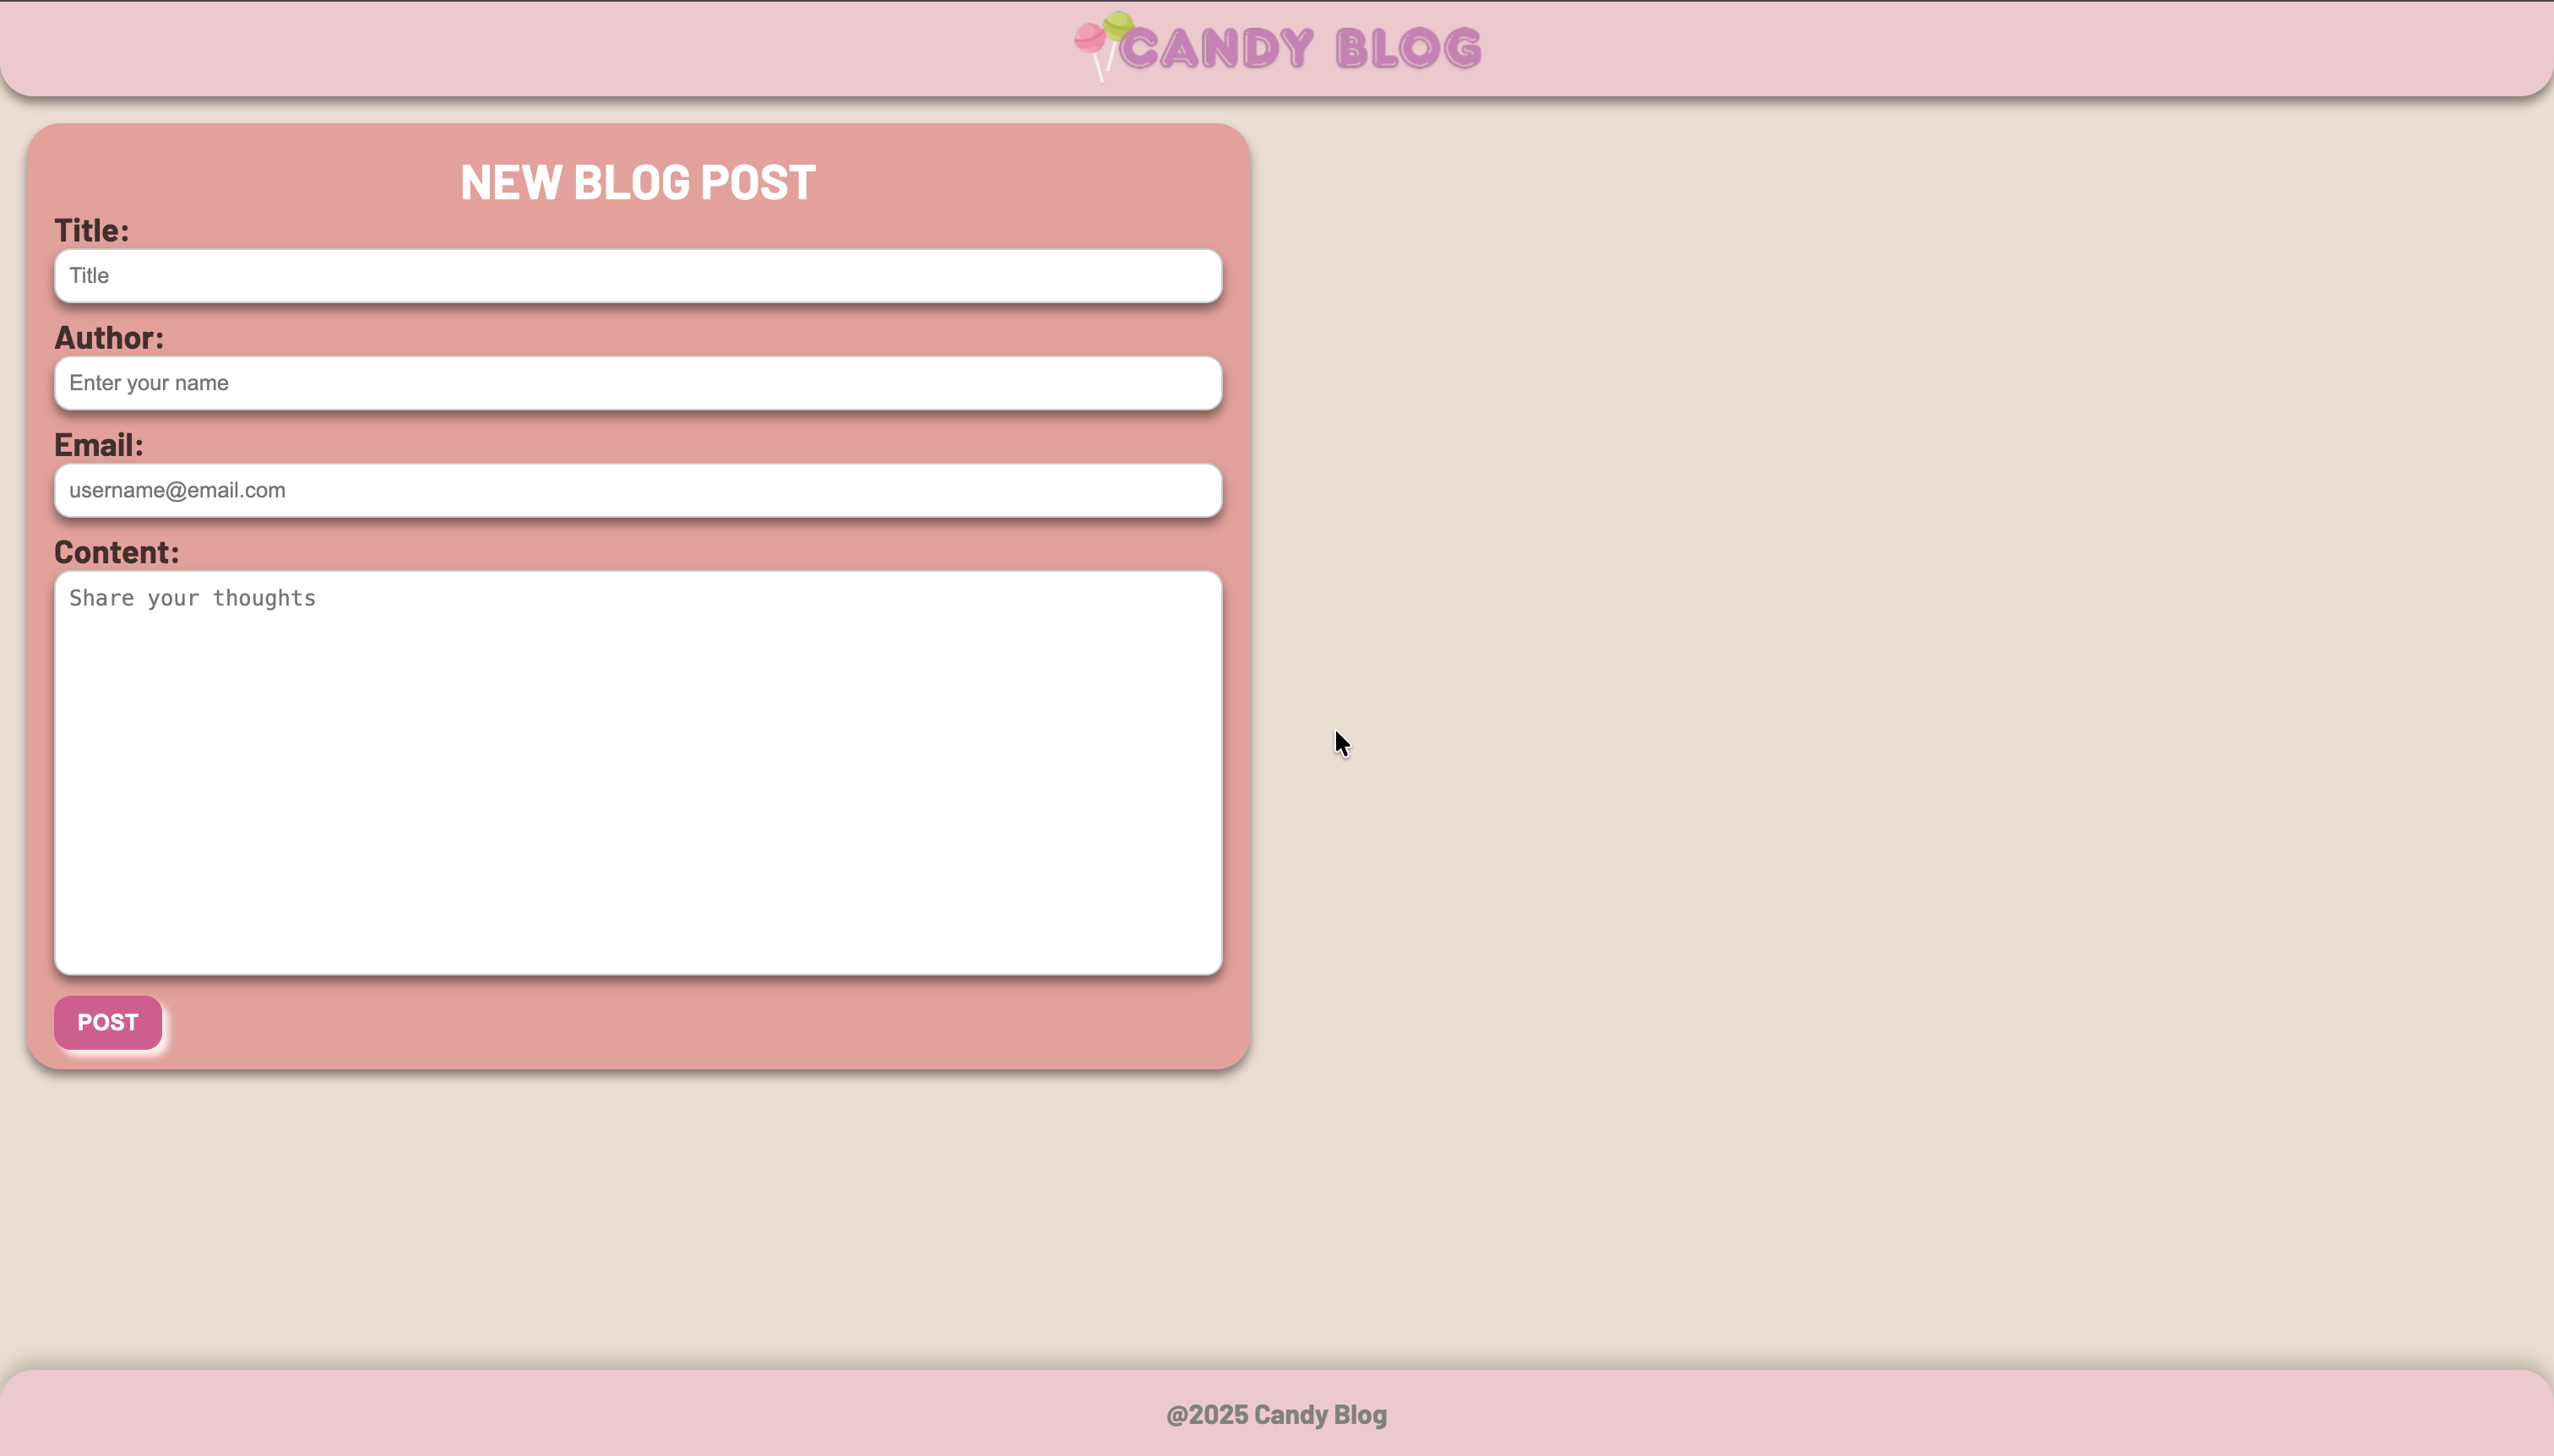 CANDY BLOG
NEW BLOG POST
Title:
Title
Author:
Enter your name
Email:
username@email.com
Content:
Share your thoughts
POST
@2025 Candy Blog